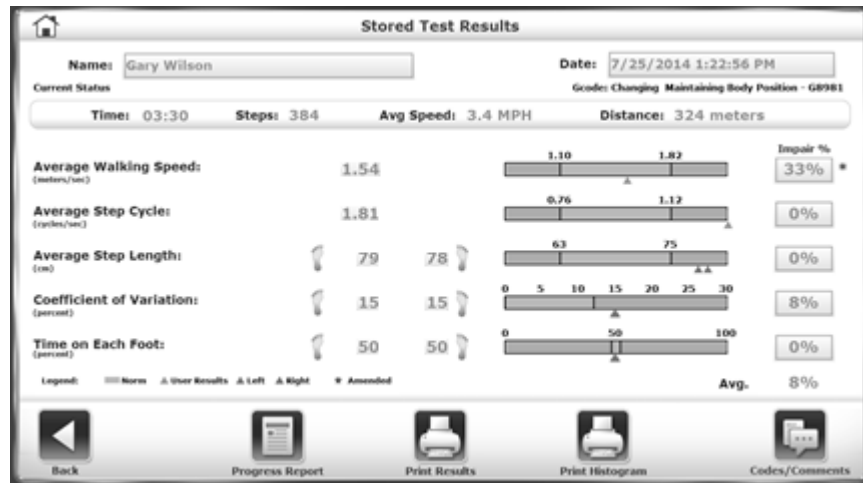 Stored Test Results
Name: Gary Wilson Date: 7/25/2014 1:22:56 PM
Current Status Gcode: Changing Maintaining Body Position - G8981
Time: 03:30 Steps: 384 Avg Speed: 3.4 MPH Distance: 324 meters
Impair %
Average Walking Speed: 1.54 1.10 1.82 33% *
(meters/sec)
Average Step Cycle: 1.81 0.76 1.12 0%
(cycles/sec)
Average Step Length: 79 78 63 75 0%
(cm)
Coefficient of Variation: 15 15 0 5 10 15 20 25 30 8%
(percent)
Time on Each Foot: 50 50 0 50 100 0%
(percent)
Legend: Norm User Results Left Right * Amended Avg. 8%
Back Progress Report Print Results Print Histogram Codes/Comments